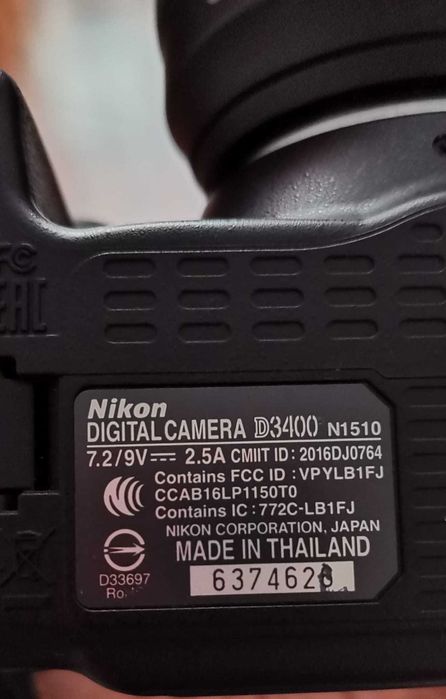 EAC
Nikon
DIGITAL CAMERA D3400 N1510
7.2/9V⎓ 2.5A CMIIT ID : 2016DJ0764
Contains FCC ID : VPYLB1FJ
CCAB16LP1150T0
Contains IC : 772C-LB1FJ
NIKON CORPORATION, JAPAN
MADE IN THAILAND
D33697
637462